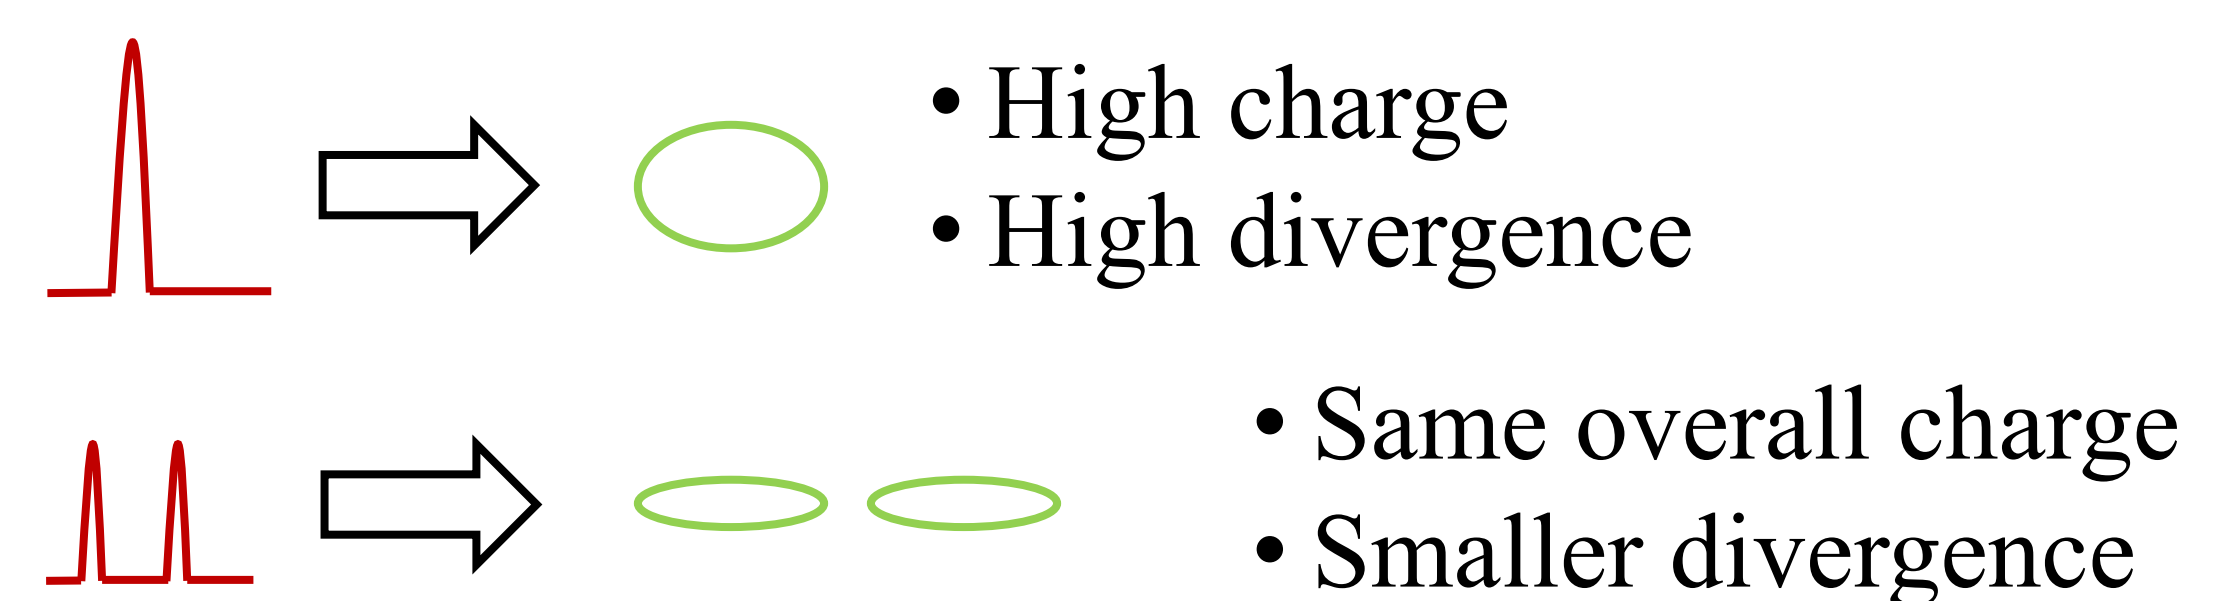 • High charge
• High divergence
• Same overall charge
• Smaller divergence